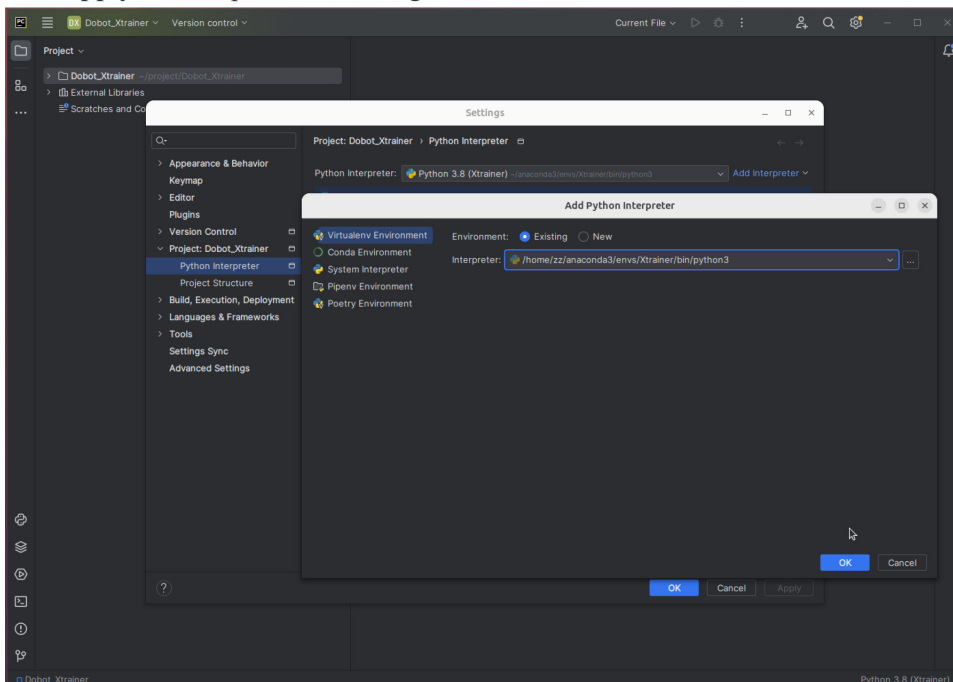 PC DX Dobot_Xtrainer Version control Current File
Project
Dobot_Xtrainer ~/project/Dobot_Xtrainer
External Libraries
Scratches and Co
Settings
Project: Dobot_Xtrainer › Python Interpreter
Appearance & Behavior
Keymap
Editor
Plugins
Version Control
Project: Dobot_Xtrainer
Python Interpreter
Project Structure
Build, Execution, Deployment
Languages & Frameworks
Tools
Settings Sync
Advanced Settings
Python Interpreter: Python 3.8 (Xtrainer) ~/anaconda3/envs/Xtrainer/bin/python3 Add Interpreter
Add Python Interpreter
Virtualenv Environment
Conda Environment
System Interpreter
Pipenv Environment
Poetry Environment
Environment: Existing New
Interpreter: /home/zz/anaconda3/envs/Xtrainer/bin/python3 ...
OK Cancel
? OK Cancel Apply
Dobot_Xtrainer Python 3.8 (Xtrainer)